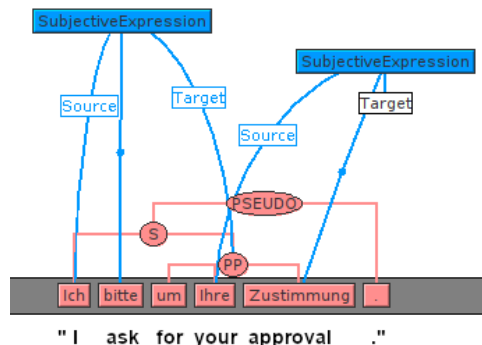 SubjectiveExpression
SubjectiveExpression
Source Target Target
Source
PSEUDO
S
PP
Ich bitte um Ihre Zustimmung .
" I ask for your approval ."